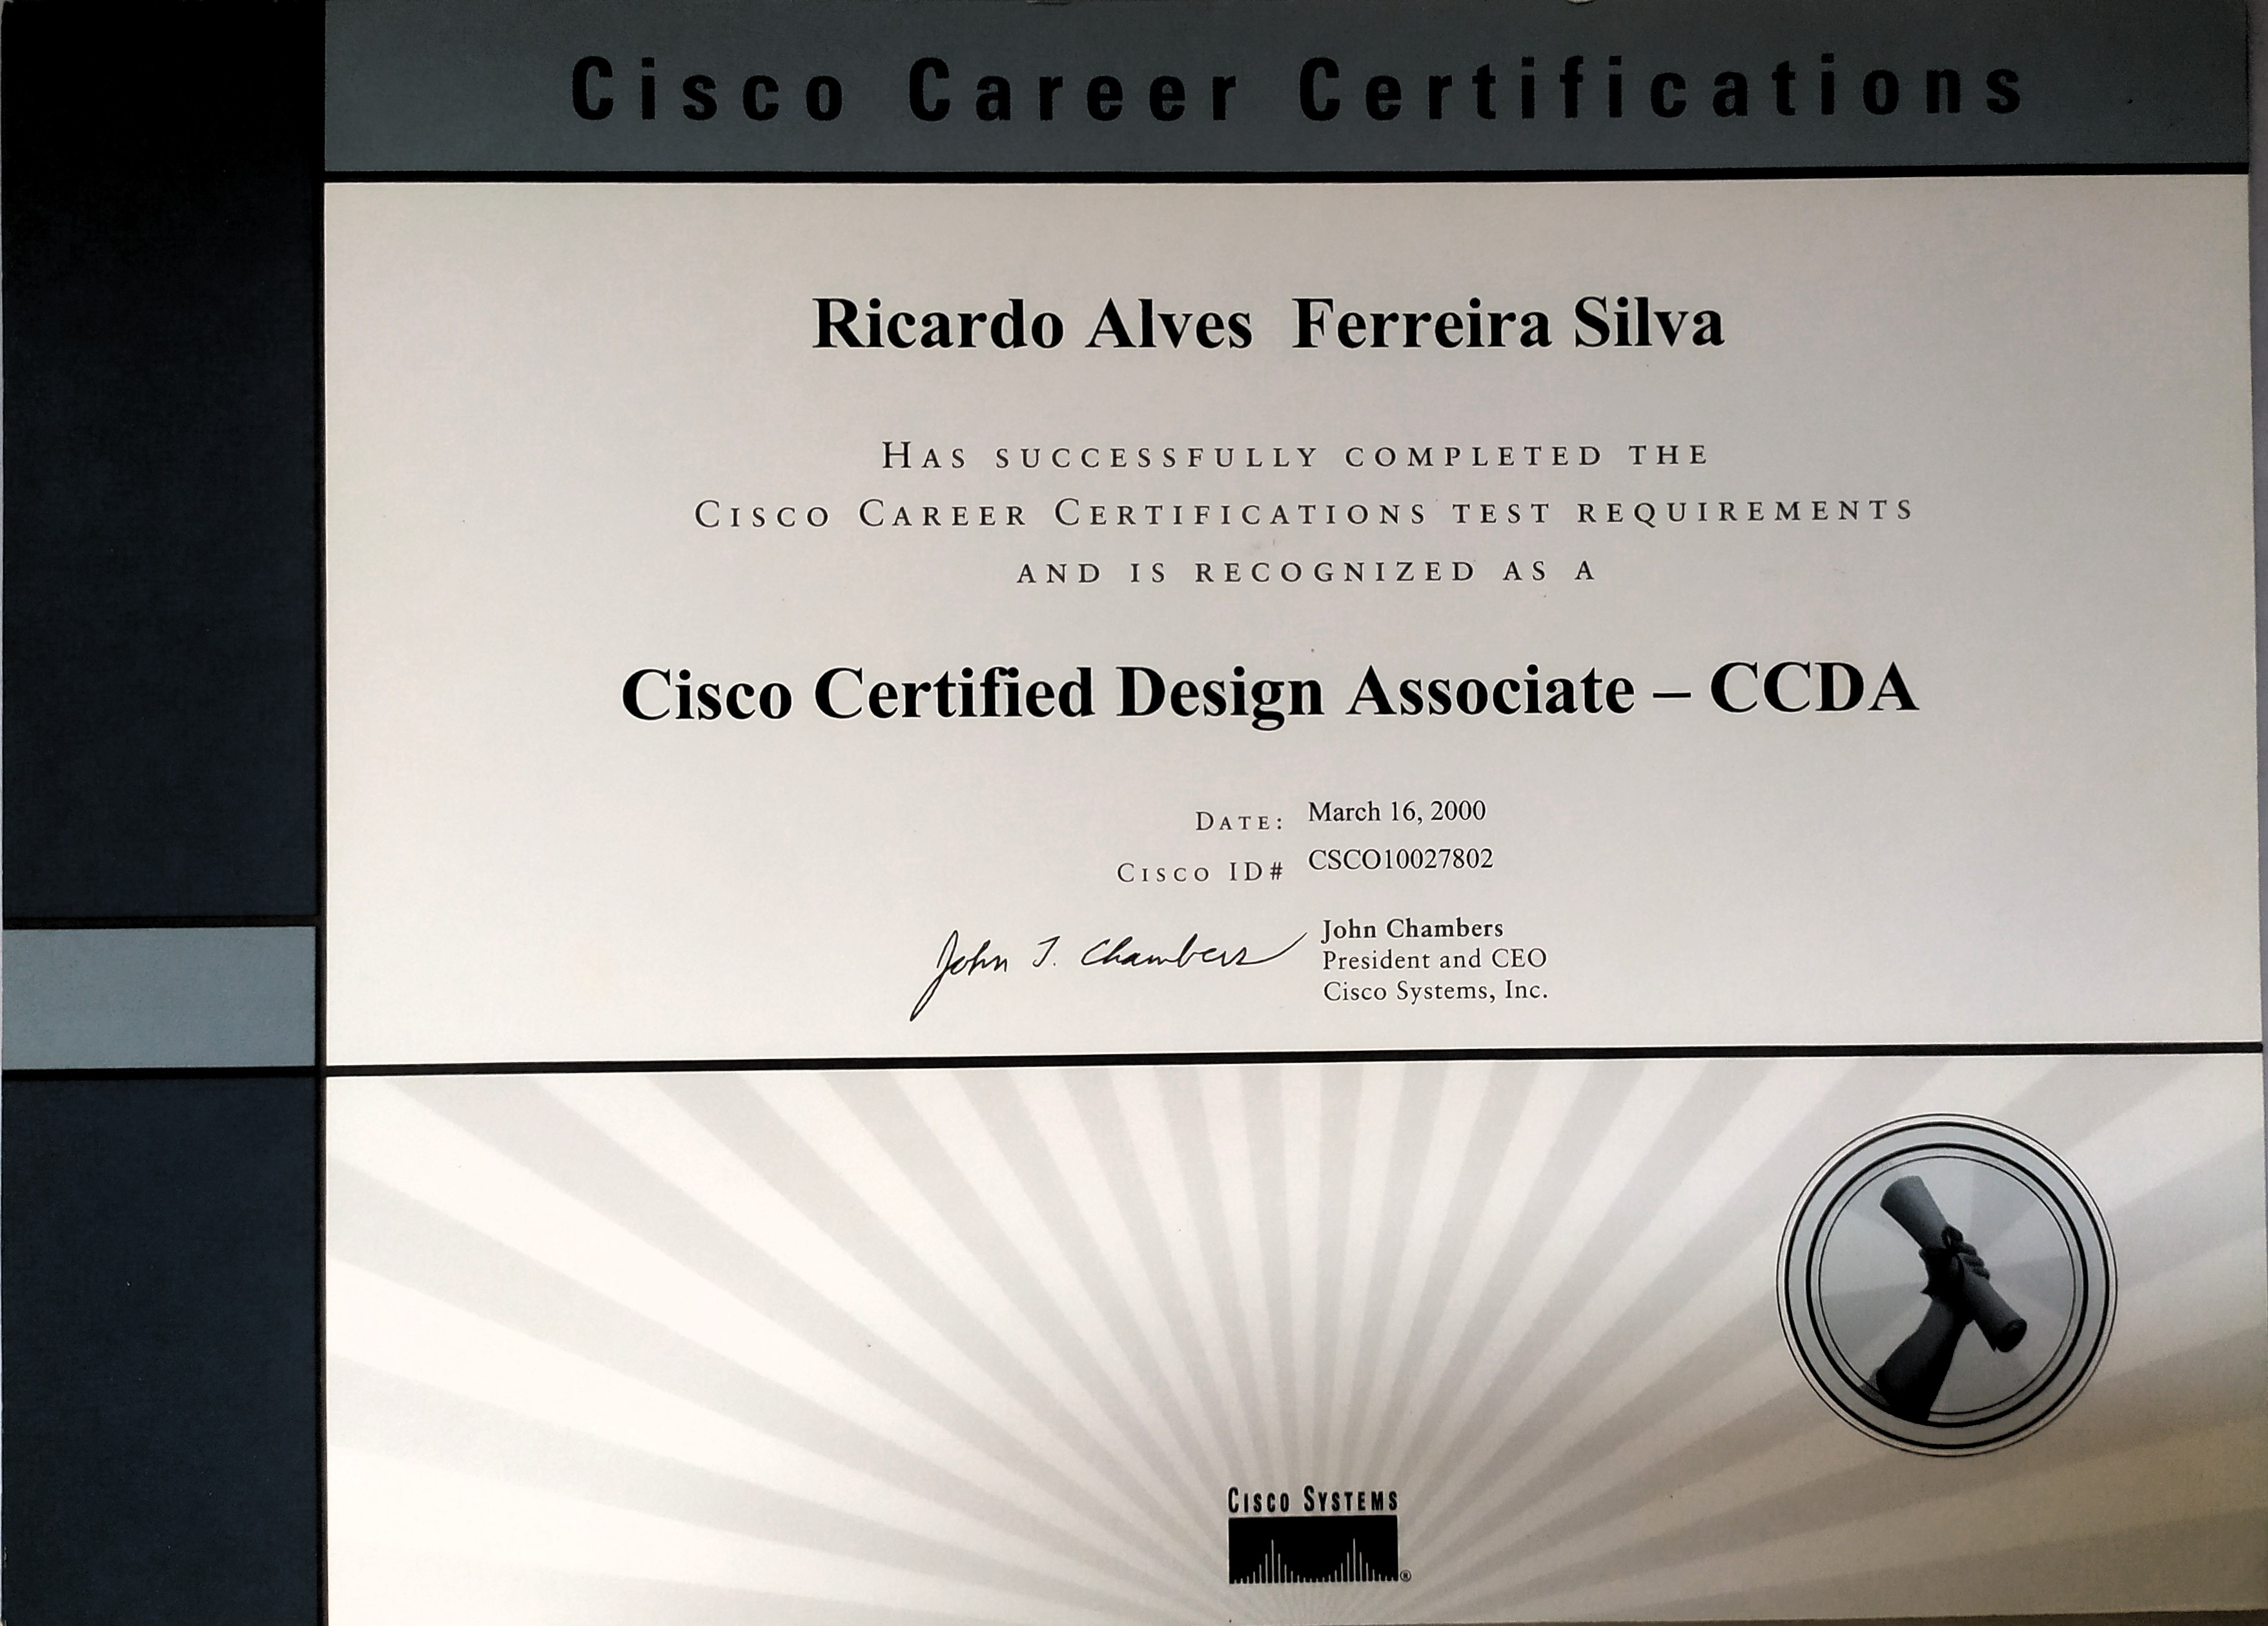 Cisco Career Certifications
Ricardo Alves Ferreira Silva
HAS SUCCESSFULLY COMPLETED THE
CISCO CAREER CERTIFICATIONS TEST REQUIREMENTS
AND IS RECOGNIZED AS A
Cisco Certified Design Associate – CCDA
DATE: March 16, 2000
CISCO ID# CSCO10027802
John T. Chambers
John Chambers
President and CEO
Cisco Systems, Inc.
CISCO SYSTEMS
®